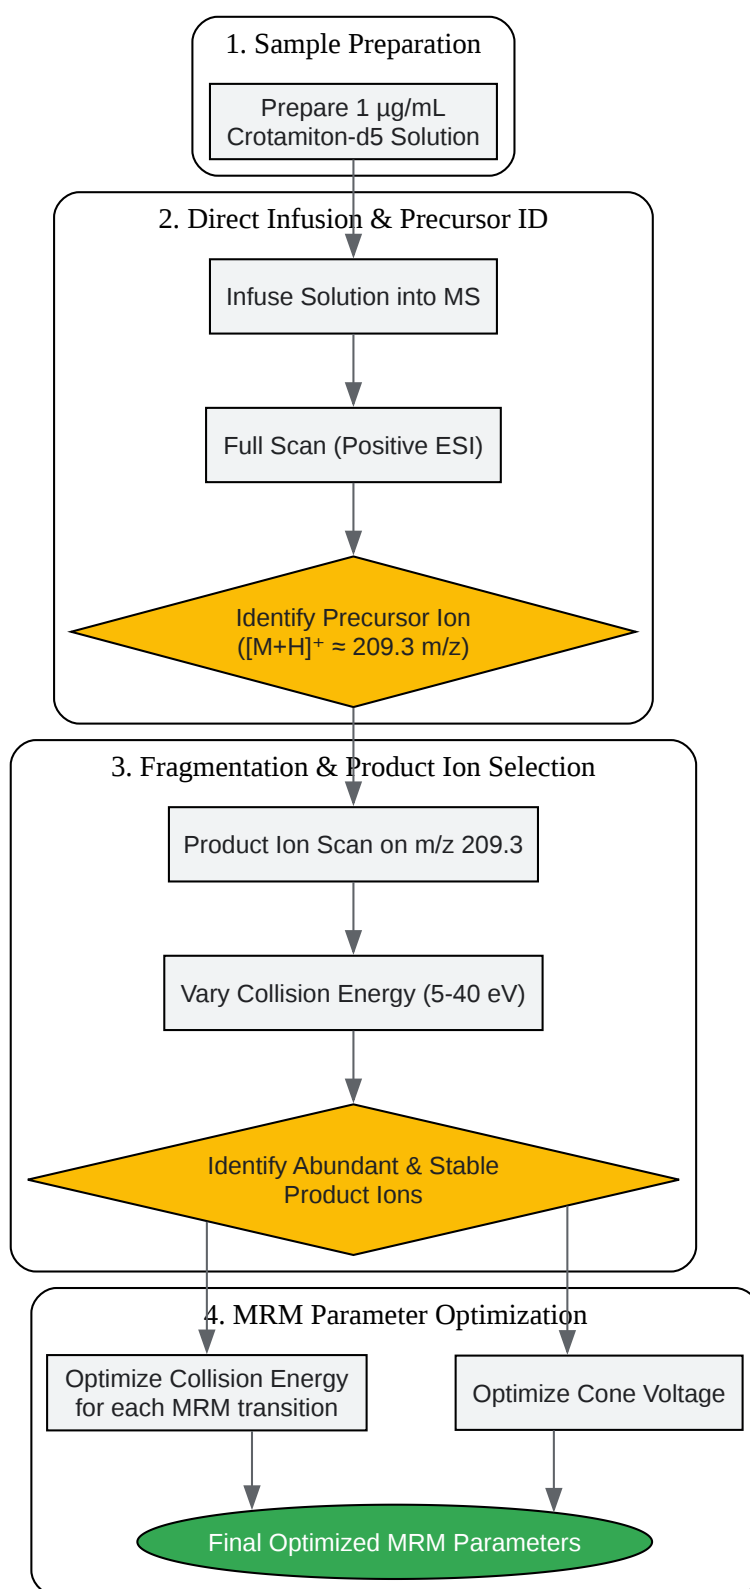 1. Sample Preparation
Prepare 1 µg/mL
Crotamiton-d5 Solution
2. Direct Infusion & Precursor ID
Infuse Solution into MS
Full Scan (Positive ESI)
Identify Precursor Ion
([M+H]⁺ ≈ 209.3 m/z)
3. Fragmentation & Product Ion Selection
Product Ion Scan on m/z 209.3
Vary Collision Energy (5-40 eV)
Identify Abundant & Stable
Product Ions
4. MRM Parameter Optimization
Optimize Collision Energy
for each MRM transition
Optimize Cone Voltage
Final Optimized MRM Parameters